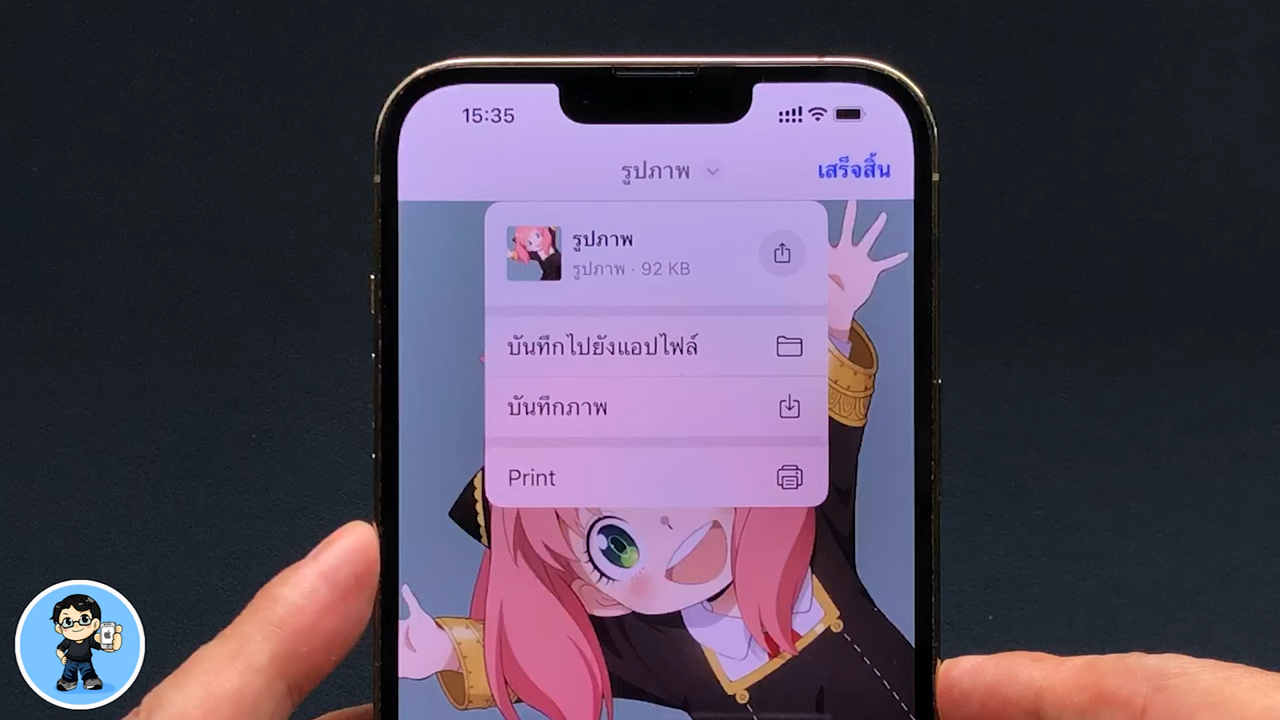 15:35
รูปภาพ
เสร็จสิ้น
รูปภาพ
รูปภาพ · 92 KB
บันทึกไปยังแอปไฟล์
บันทึกภาพ
Print